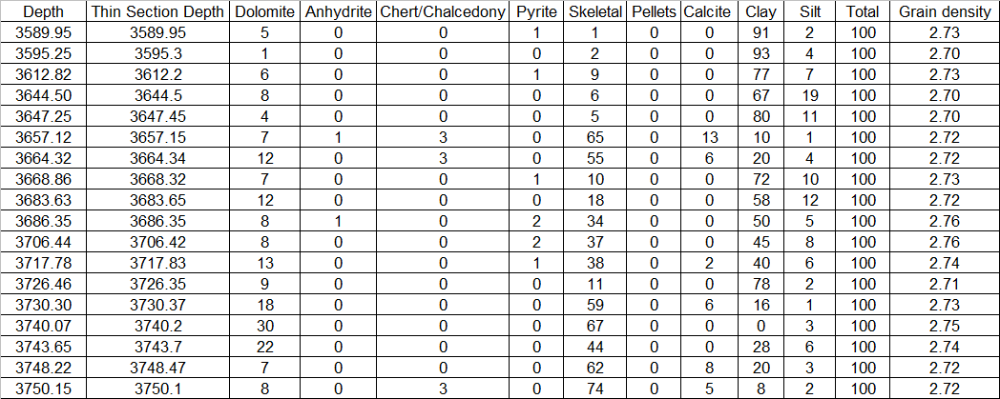 Depth Thin Section Depth Dolomite Anhydrite Chert/Chalcedony Pyrite Skeletal Pellets Calcite Clay Silt Total Grain density
3589.95 3589.95 5 0 0 1 1 0 0 91 2 100 2.73
3595.25 3595.3 1 0 0 0 2 0 0 93 4 100 2.70
3612.82 3612.2 6 0 0 1 9 0 0 77 7 100 2.73
3644.50 3644.5 8 0 0 0 6 0 0 67 19 100 2.70
3647.25 3647.45 4 0 0 0 5 0 0 80 11 100 2.70
3657.12 3657.15 7 1 3 0 65 0 13 10 1 100 2.72
3664.32 3664.34 12 0 3 0 55 0 6 20 4 100 2.72
3668.86 3668.32 7 0 0 1 10 0 0 72 10 100 2.73
3683.63 3683.65 12 0 0 0 18 0 0 58 12 100 2.72
3686.35 3686.35 8 1 0 2 34 0 0 50 5 100 2.76
3706.44 3706.42 8 0 0 2 37 0 0 45 8 100 2.76
3717.78 3717.83 13 0 0 1 38 0 2 40 6 100 2.74
3726.46 3726.35 9 0 0 0 11 0 0 78 2 100 2.71
3730.30 3730.37 18 0 0 0 59 0 6 16 1 100 2.73
3740.07 3740.2 30 0 0 0 67 0 0 0 3 100 2.75
3743.65 3743.7 22 0 0 0 44 0 0 28 6 100 2.74
3748.22 3748.47 7 0 0 0 62 0 8 20 3 100 2.72
3750.15 3750.1 8 0 3 0 74 0 5 8 2 100 2.72